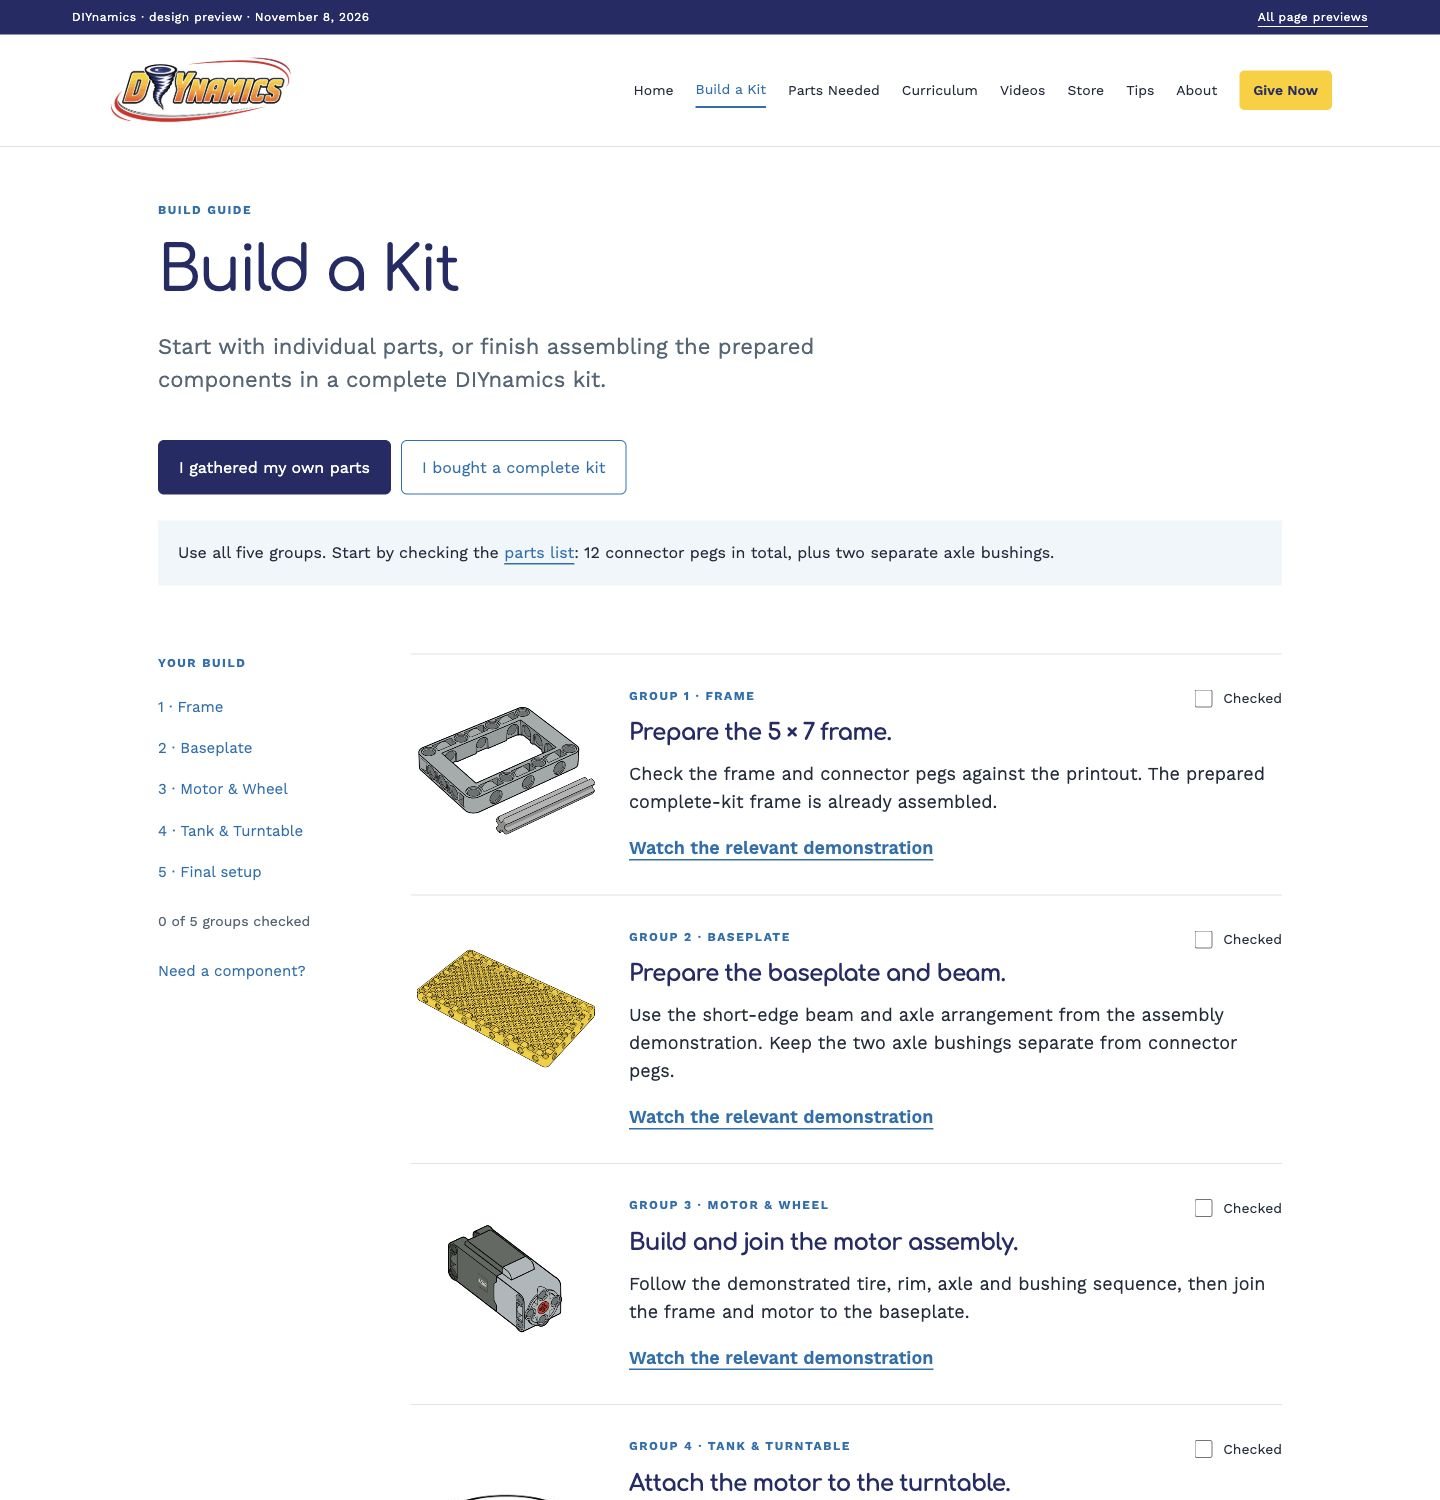 DIYnamics · design preview · November 8, 2026
All page previews
DIYNAMICS
Home
Build a Kit
Parts Needed
Curriculum
Videos
Store
Tips
About
Give Now
BUILD GUIDE
Build a Kit
Start with individual parts, or finish assembling the prepared
components in a complete DIYnamics kit.
I gathered my own parts
I bought a complete kit
Use all five groups. Start by checking the parts list: 12 connector pegs in total, plus two separate axle bushings.
YOUR BUILD
1 · Frame
2 · Baseplate
3 · Motor & Wheel
4 · Tank & Turntable
5 · Final setup
0 of 5 groups checked
Need a component?
GROUP 1 · FRAME
Checked
Prepare the 5 × 7 frame.
Check the frame and connector pegs against the printout. The prepared
complete-kit frame is already assembled.
Watch the relevant demonstration
GROUP 2 · BASEPLATE
Checked
Prepare the baseplate and beam.
Use the short-edge beam and axle arrangement from the assembly
demonstration. Keep the two axle bushings separate from connector
pegs.
Watch the relevant demonstration
GROUP 3 · MOTOR & WHEEL
Checked
Build and join the motor assembly.
Follow the demonstrated tire, rim, axle and bushing sequence, then join
the frame and motor to the baseplate.
Watch the relevant demonstration
GROUP 4 · TANK & TURNTABLE
Checked
Attach the motor to the turntable.